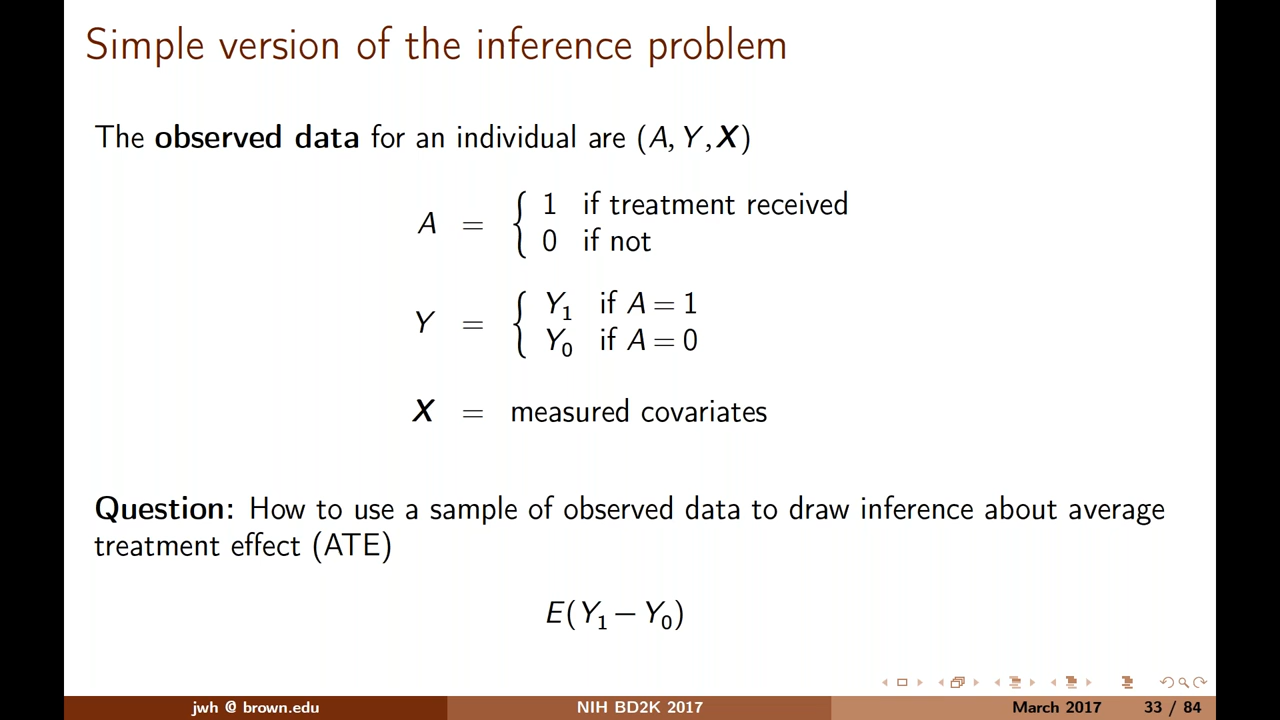 Simple version of the inference problem
The observed data for an individual are (A, Y, X)
A = { 1 if treatment received
0 if not
Y = { Y₁ if A = 1
Y₀ if A = 0
X = measured covariates
Question: How to use a sample of observed data to draw inference about average
treatment effect (ATE)
E(Y₁ − Y₀)
jwh @ brown.edu NIH BD2K 2017 March 2017 33 / 84